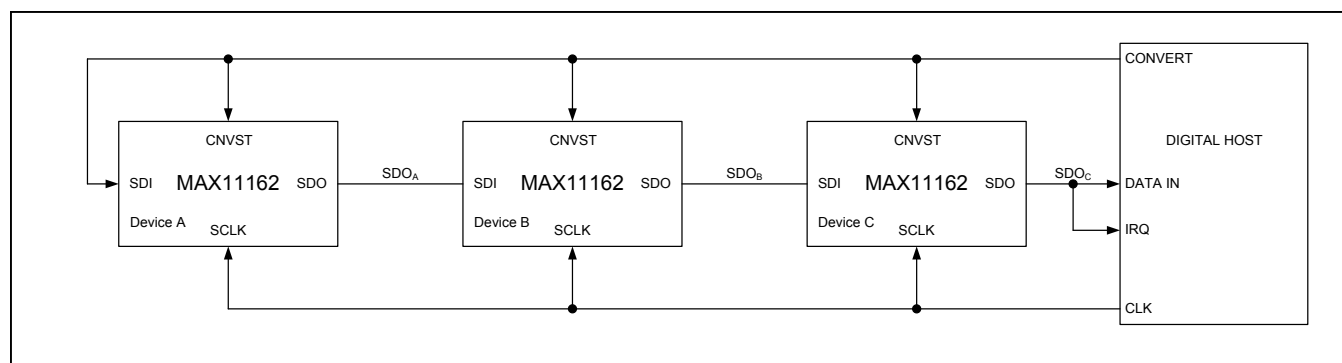 CONVERT
CNVST
CNVST
CNVST
DIGITAL HOST
SDI MAX11162 SDO
SDOA
SDI MAX11162 SDO
SDOB
SDI MAX11162 SDO
SDOC
DATA IN
Device A
Device B
Device C
IRQ
SCLK
SCLK
SCLK
CLK